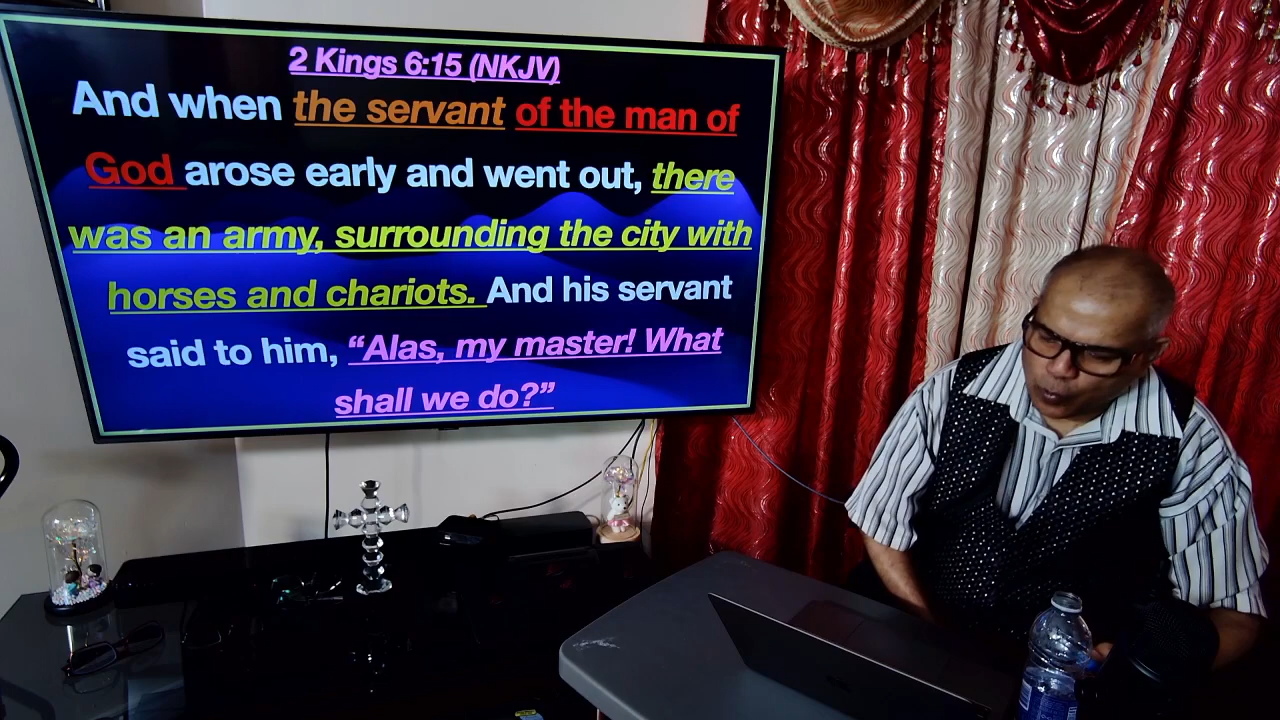 2 Kings 6:15 (NKJV)
And when the servant of the man of
God arose early and went out, there
was an army, surrounding the city with
horses and chariots. And his servant
said to him, “Alas, my master! What
shall we do?”